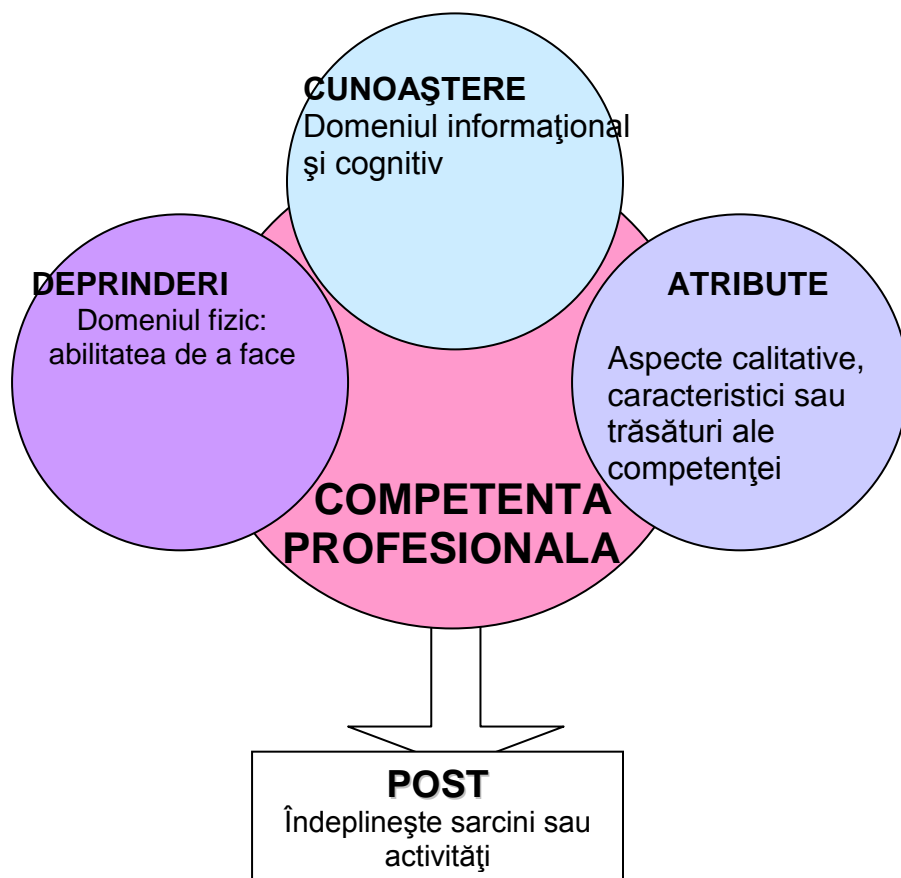 CUNOAŞTERE
Domeniul informaţional
şi cognitiv
DEPRINDERI
Domeniul fizic:
abilitatea de a face
ATRIBUTE
Aspecte calitative,
caracteristici sau
trăsături ale
competenţei
COMPETENTA
PROFESIONALA
POST
Îndeplineşte sarcini sau
activităţi